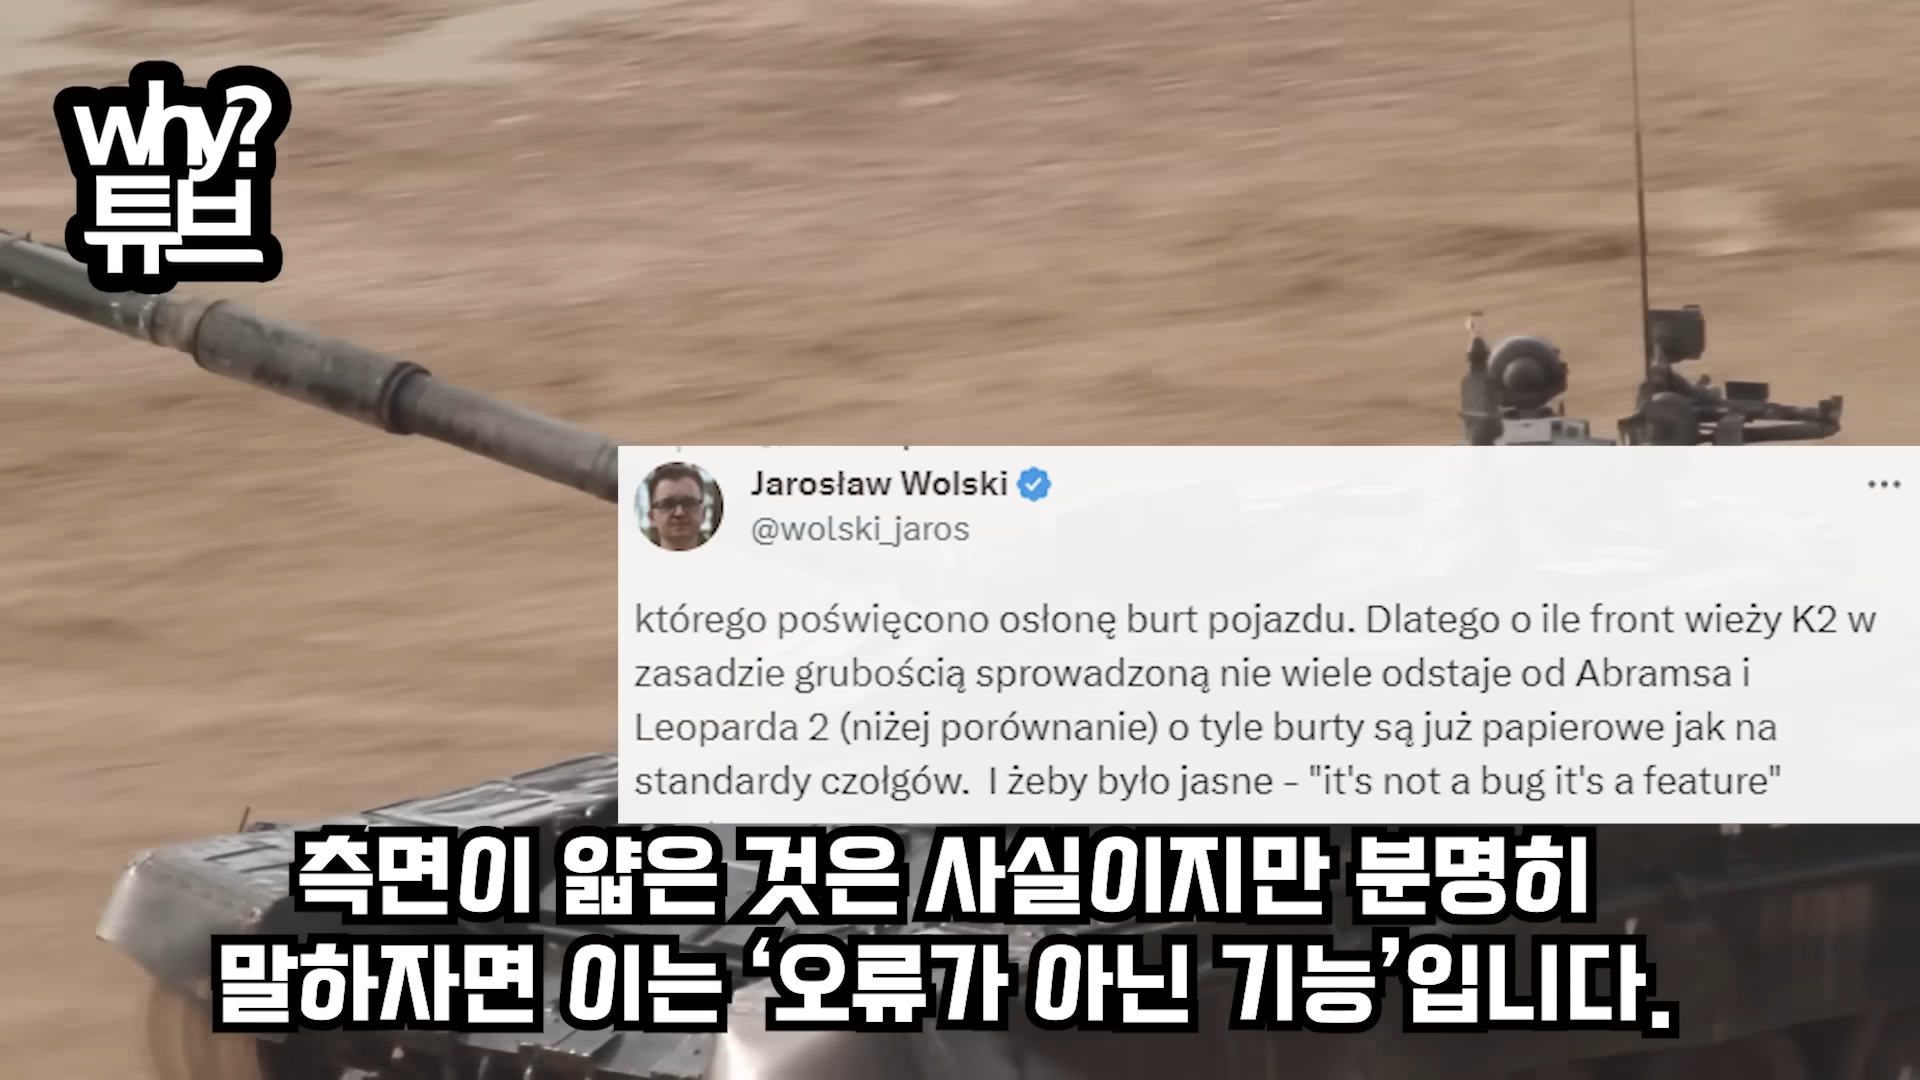 why?
튜브
Jarosław Wolski
@wolski_jaros
którego poświęcono osłonę burt pojazdu. Dlatego o ile front wieży K2 w
zasadzie grubością sprowadzoną nie wiele odstaje od Abramsa i
Leoparda 2 (niżej porównanie) o tyle burty są już papierowe jak na
standardy czołgów.  I żeby było jasne - "it's not a bug it's a feature"
측면이 얇은 것은 사실이지만 분명히
말하자면 이는 ‘오류가 아닌 기능’입니다.